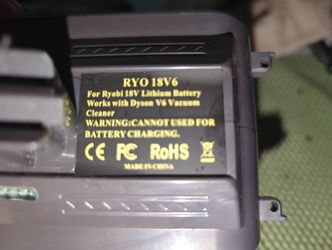 RYO 18V6
For Ryobi 18V Lithium Battery
Works with Dyson V6 Vacuum
Cleaner
WARNING:CANNOT USED FOR
BATTERY CHARGING.
CE FC RoHS
MADE IN CHINA